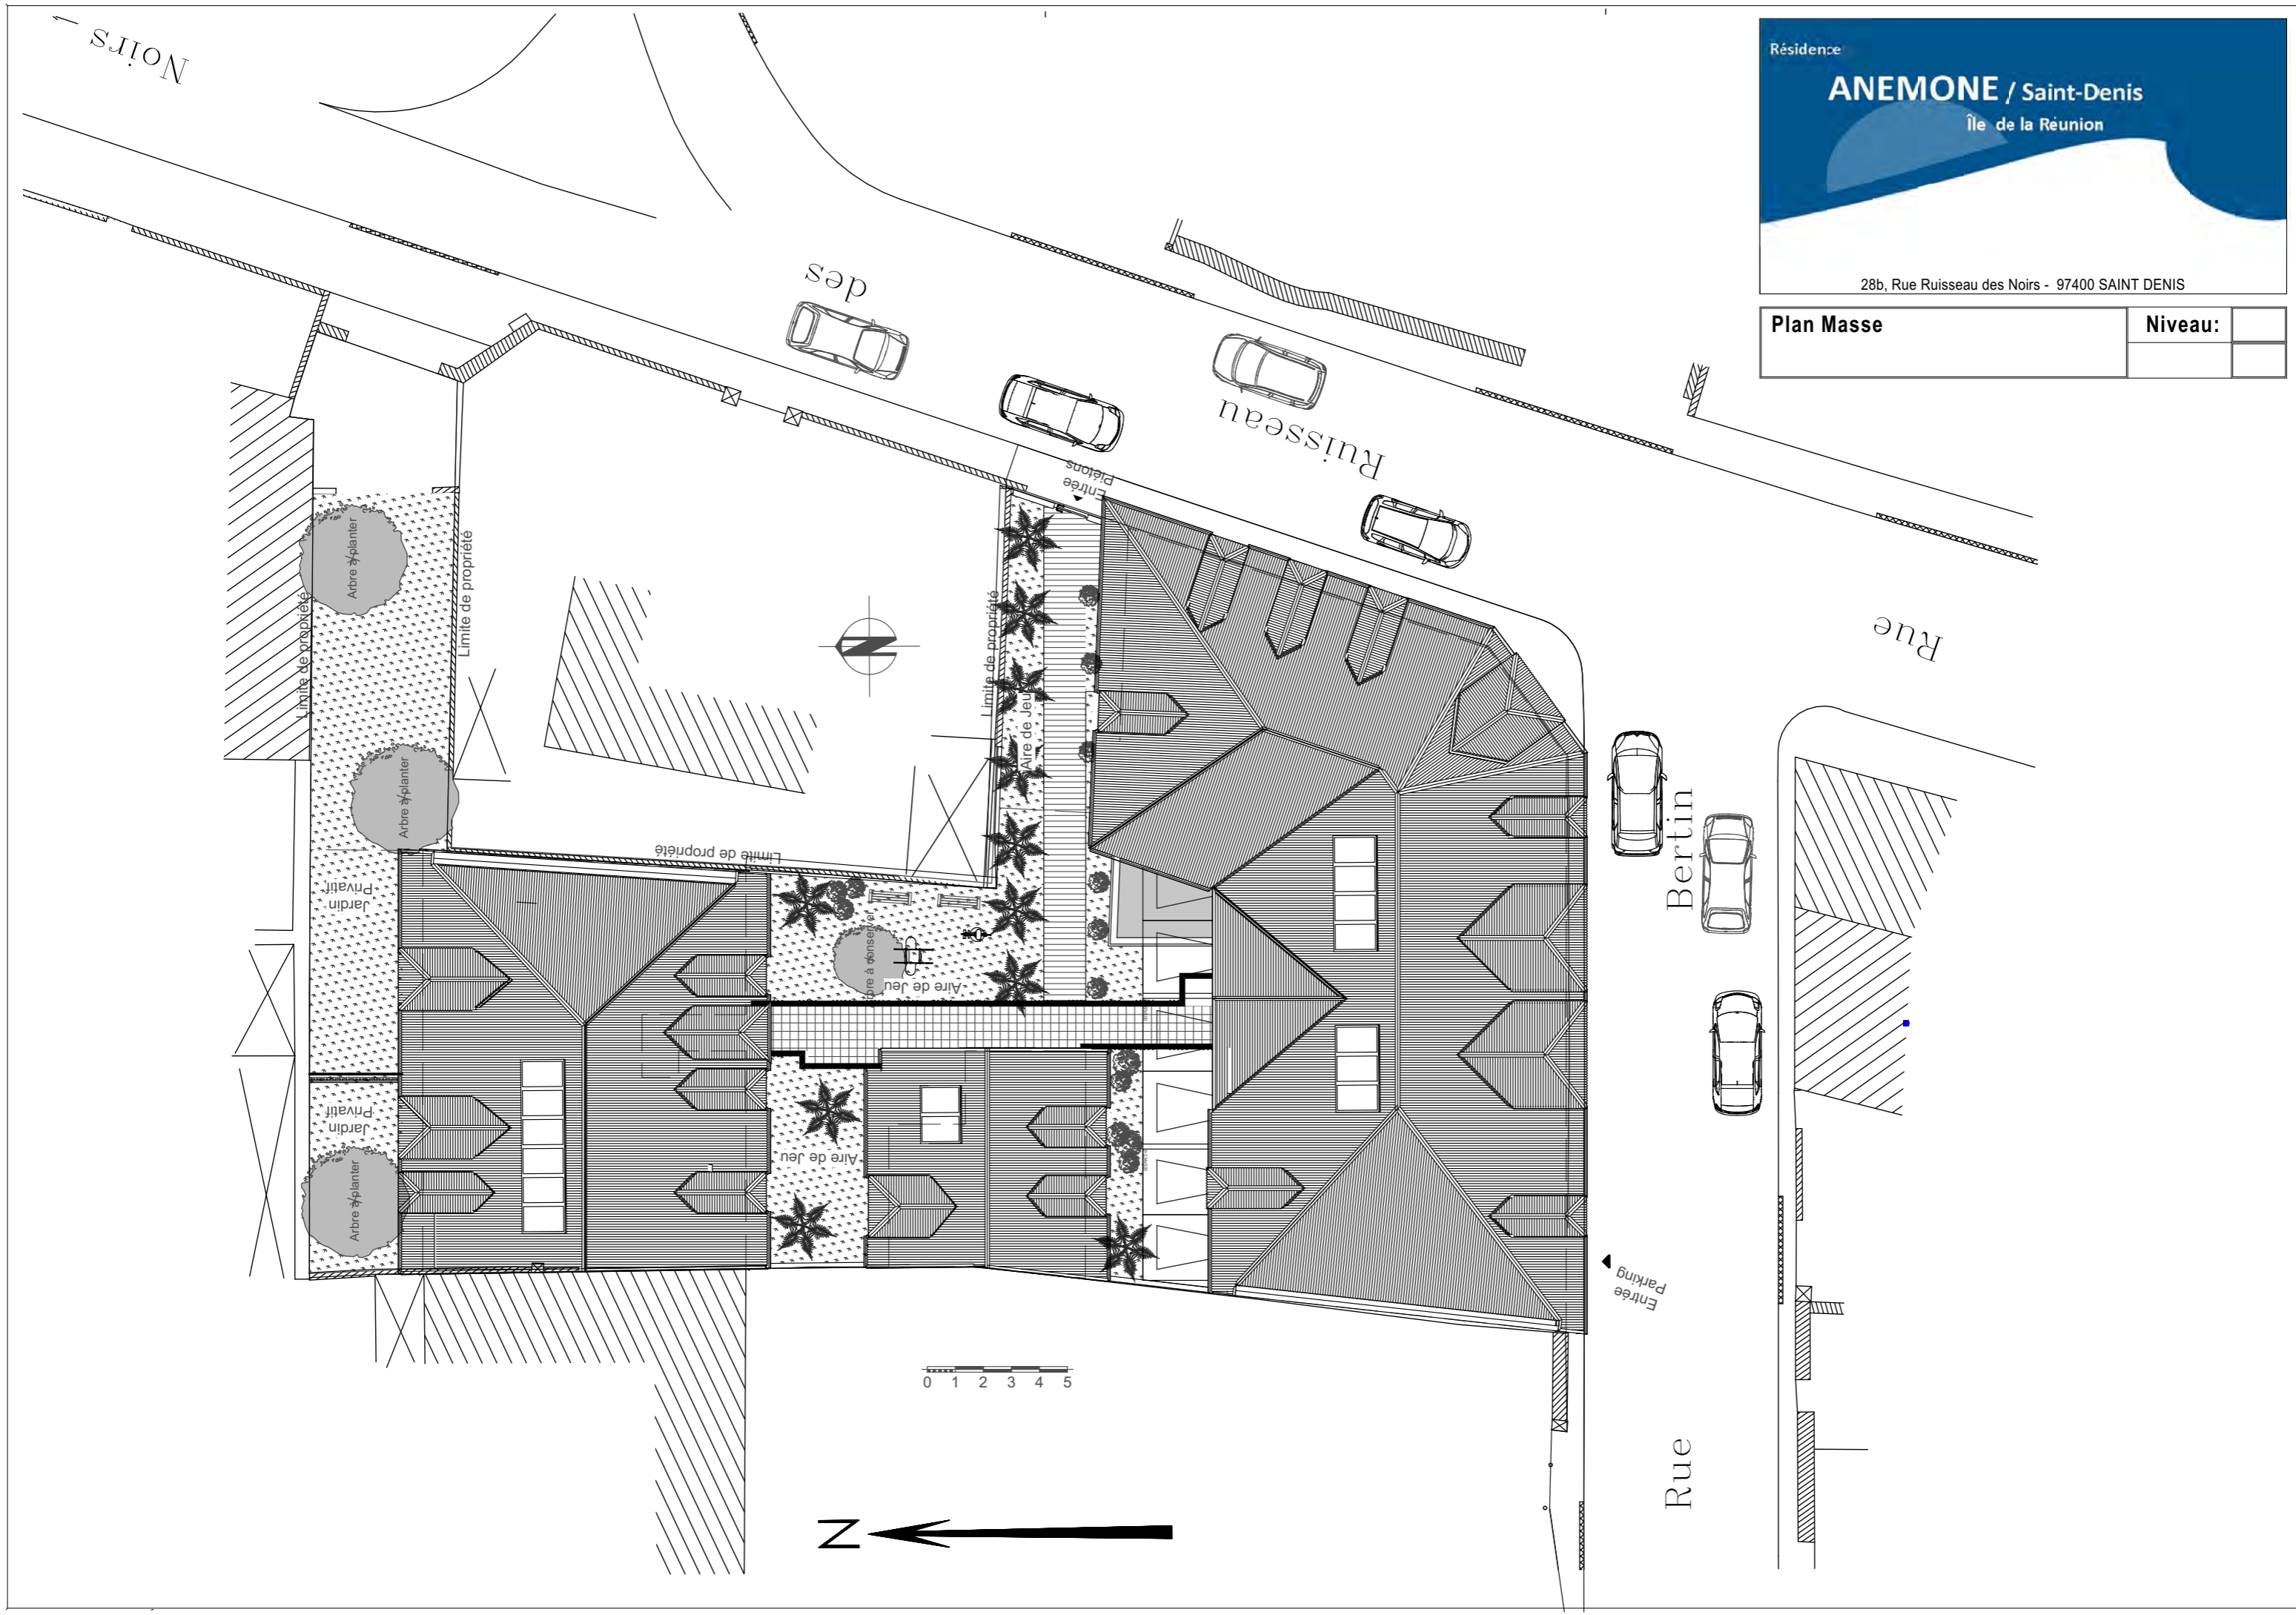 Résidence
ANEMONE / Saint-Denis
Île de la Réunion
28b, Rue Ruisseau des Noirs - 97400 SAINT DENIS
Plan Masse
Niveau:
Rue
Ruisseau
des
Noirs
Entrée
Piétons
Arbre à planter
Limite de propriété
Limite de propriété
Limite de propriété
Aire de Jeu
Arbre à planter
Limite de propriété
Jardin
Privatif
Arbre à conserver
Aire de Jeu
Jardin
Privatif
Aire de Jeu
Arbre à planter
Rue
Bertin
Entrée
Parking
0 1 2 3 4 5
N
N